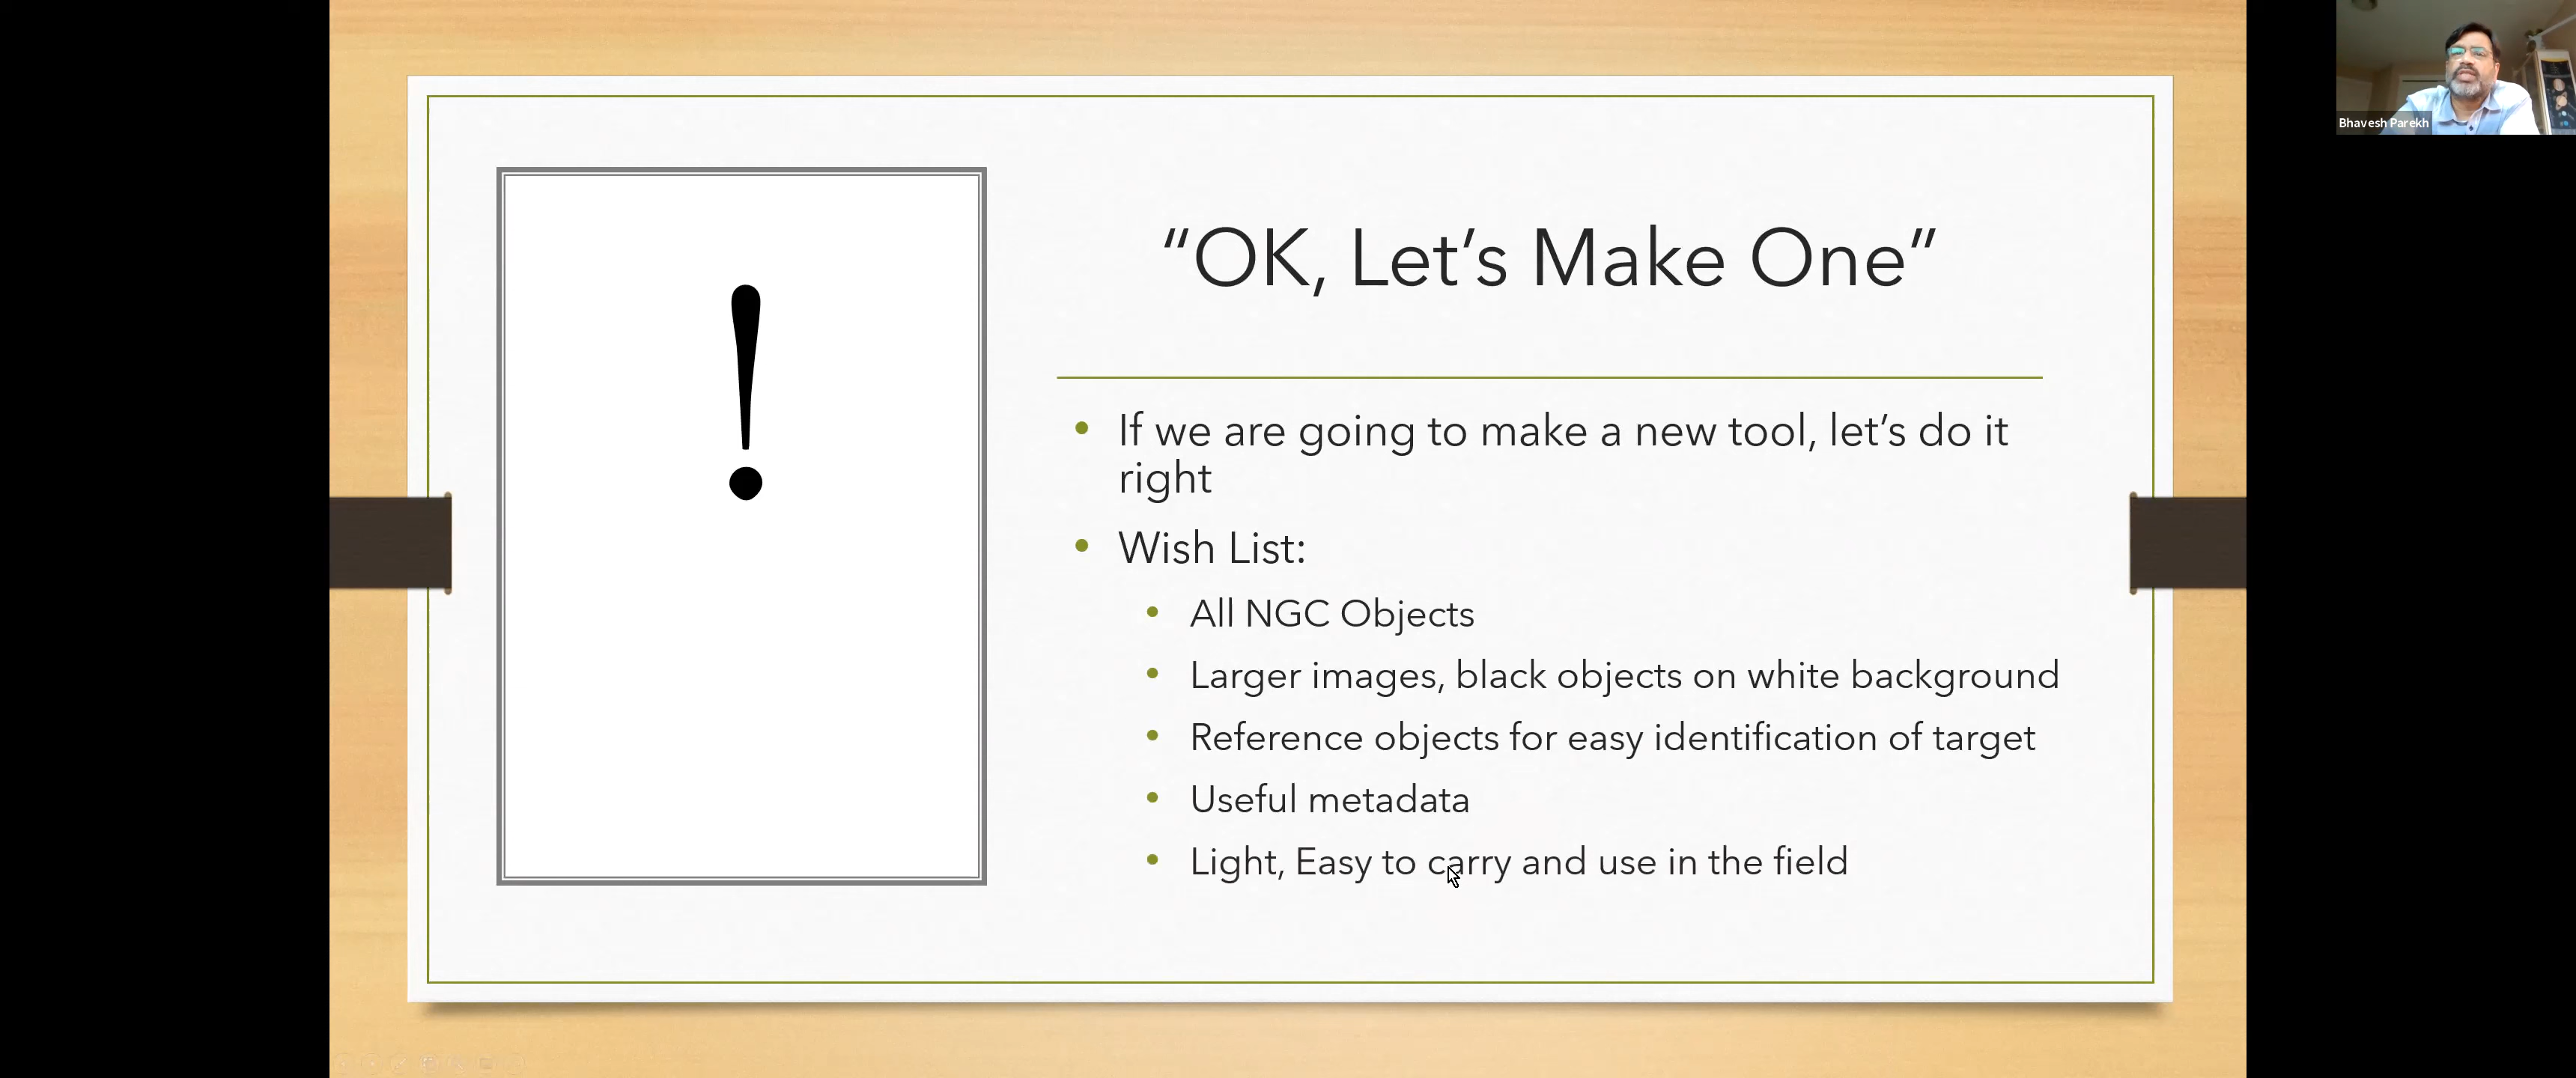 Bhavesh Parekh
!
“OK, Let’s Make One”
• If we are going to make a new tool, let’s do it
right
• Wish List:
• All NGC Objects
• Larger images, black objects on white background
• Reference objects for easy identification of target
• Useful metadata
• Light, Easy to carry and use in the field